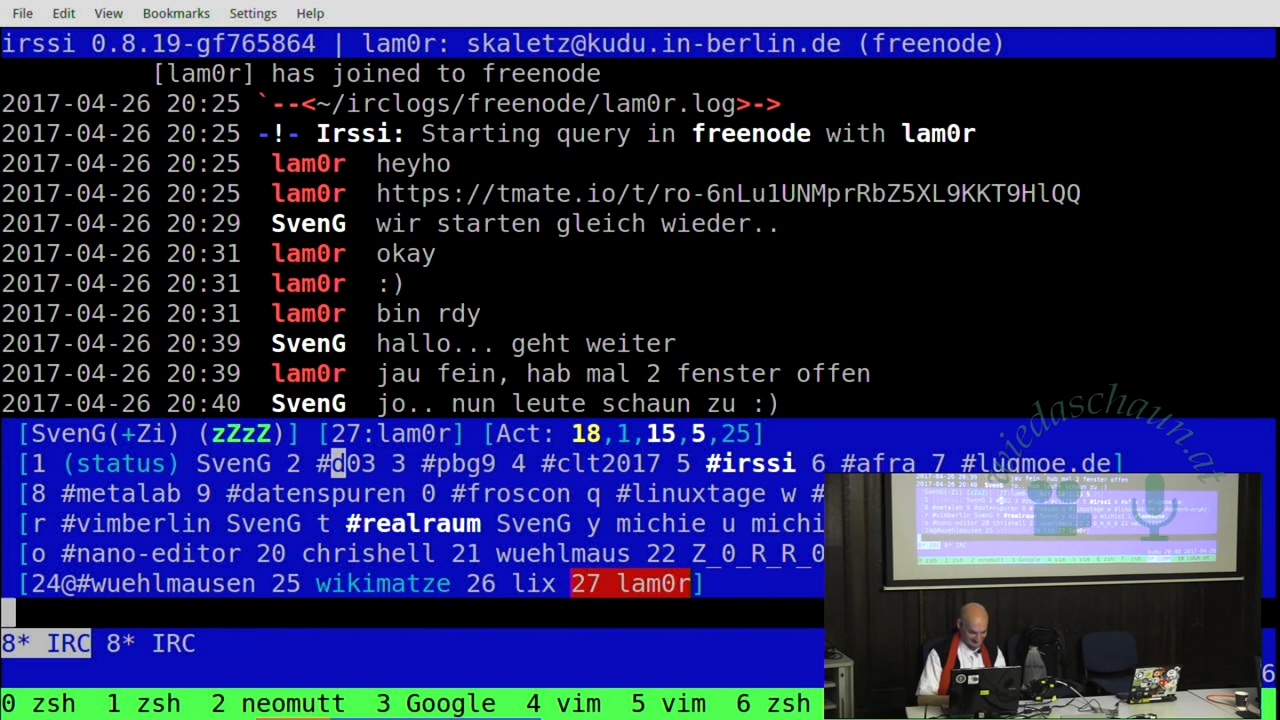 File Edit View Bookmarks Settings Help
irssi 0.8.19-gf765864 | lam0r: skaletz@kudu.in-berlin.de (freenode)
[lam0r] has joined to freenode
2017-04-26 20:25 `--<~/irclogs/freenode/lam0r.log>->
2017-04-26 20:25 -!- Irssi: Starting query in freenode with lam0r
2017-04-26 20:25 lam0r heyho
2017-04-26 20:25 lam0r https://tmate.io/t/ro-6nLu1UNMprRbZ5XL9KKT9HlQQ
2017-04-26 20:29 SvenG wir starten gleich wieder..
2017-04-26 20:31 lam0r okay
2017-04-26 20:31 lam0r :)
2017-04-26 20:31 lam0r bin rdy
2017-04-26 20:39 SvenG hallo... geht weiter
2017-04-26 20:39 lam0r jau fein, hab mal 2 fenster offen
2017-04-26 20:40 SvenG jo.. nun leute schaun zu :)
[SvenG(+Zi) (zZzZ)] [27:lam0r] [Act: 18,1,15,5,25]
[1 (status) SvenG 2 #d03 3 #pbg9 4 #clt2017 5 #irssi 6 #afra 7 #lugmoe.de]
[8 #metalab 9 #datenspuren 0 #froscon q #linuxtage w #
[r #vimberlin SvenG t #realraum SvenG y michie u michi
[o #nano-editor 20 chrishell 21 wuehlmaus 22 Z_0_R_R_0
[24@#wuehlmausen 25 wikimatze 26 lix 27 lam0r]
8* IRC 8* IRC
6
0 zsh 1 zsh 2 neomutt 3 Google 4 vim 5 vim 6 zsh
wiedaschaun.at